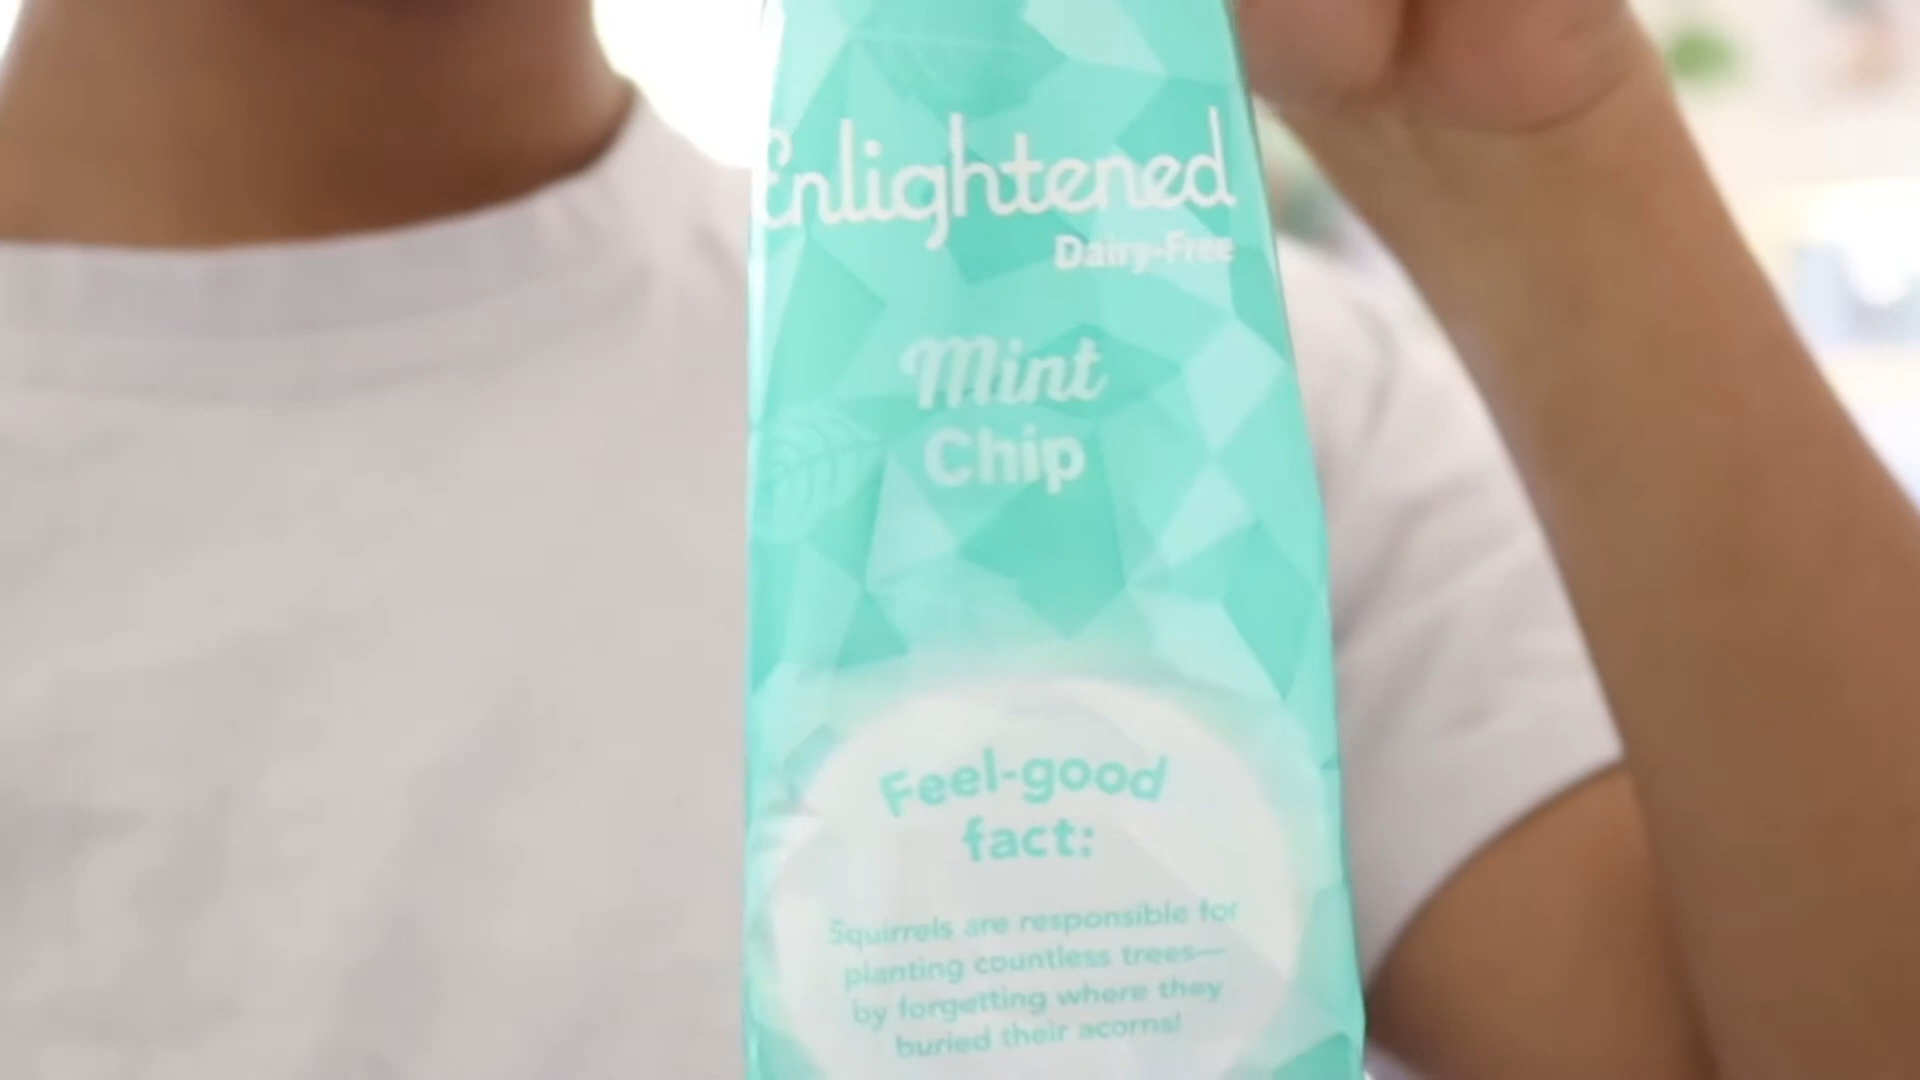 Enlightened
Dairy-Free
Mint
Chip
Feel-good
fact:
Squirrels are responsible for
planting countless trees—
by forgetting where they
buried their acorns!